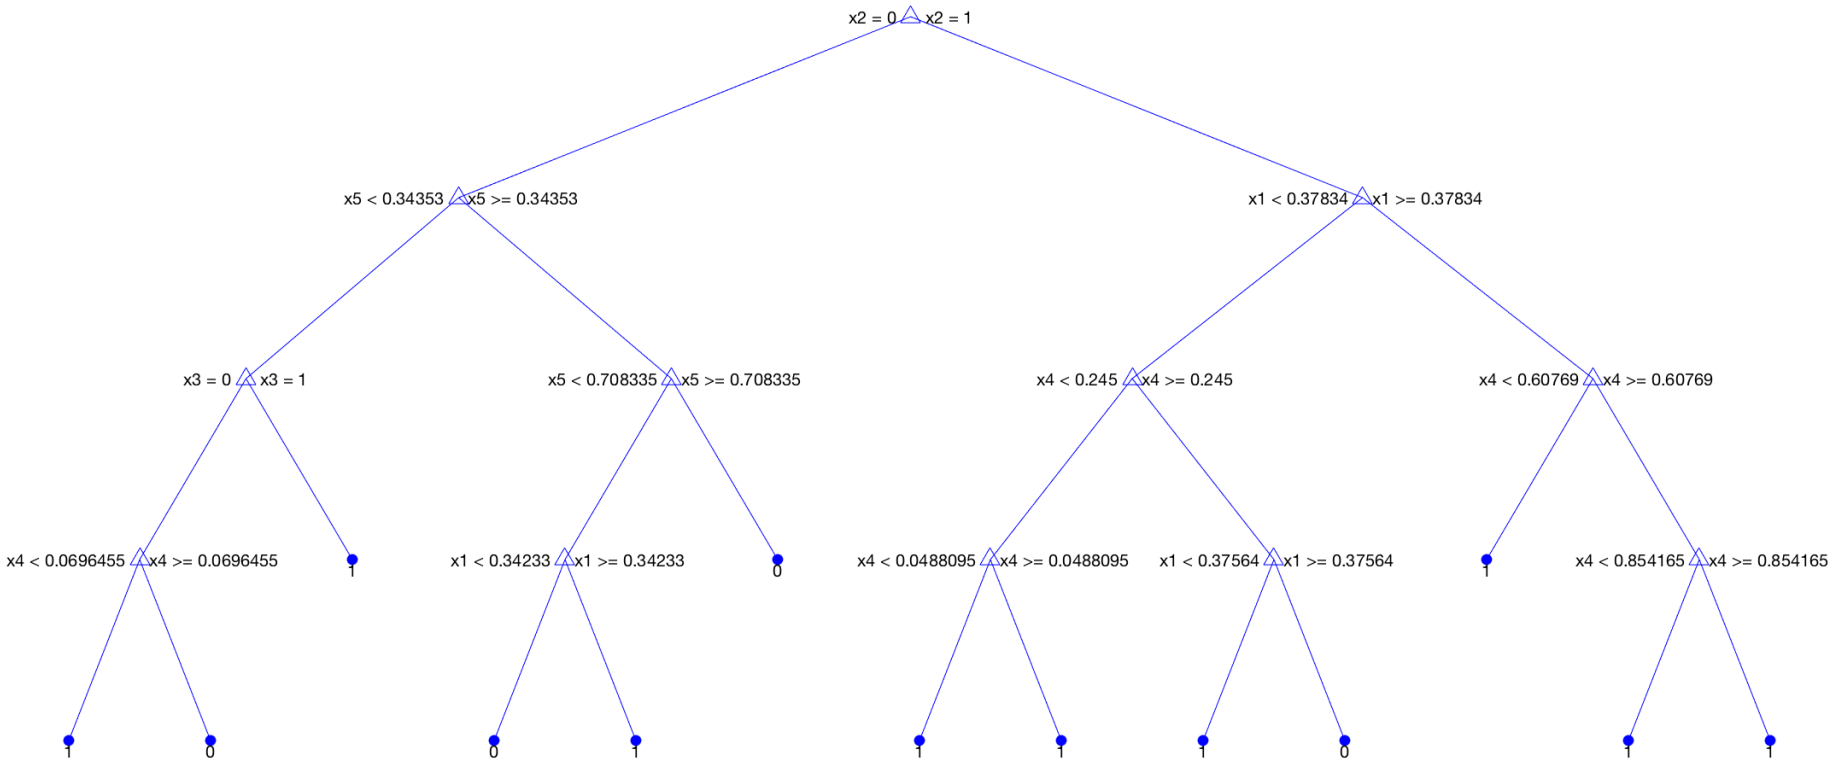 x2 = 0 x2 = 1
x5 < 0.34353 x5 >= 0.34353 x1 < 0.37834 x1 >= 0.37834
x3 = 0 x3 = 1 x5 < 0.708335 x5 >= 0.708335 x4 < 0.245 x4 >= 0.245 x4 < 0.60769 x4 >= 0.60769
x4 < 0.0696455 x4 >= 0.0696455 1 x1 < 0.34233 x1 >= 0.34233 0 x4 < 0.0488095 x4 >= 0.0488095 x1 < 0.37564 x1 >= 0.37564 1 x4 < 0.854165 x4 >= 0.854165
1 0 0 1 1 1 1 0 1 1